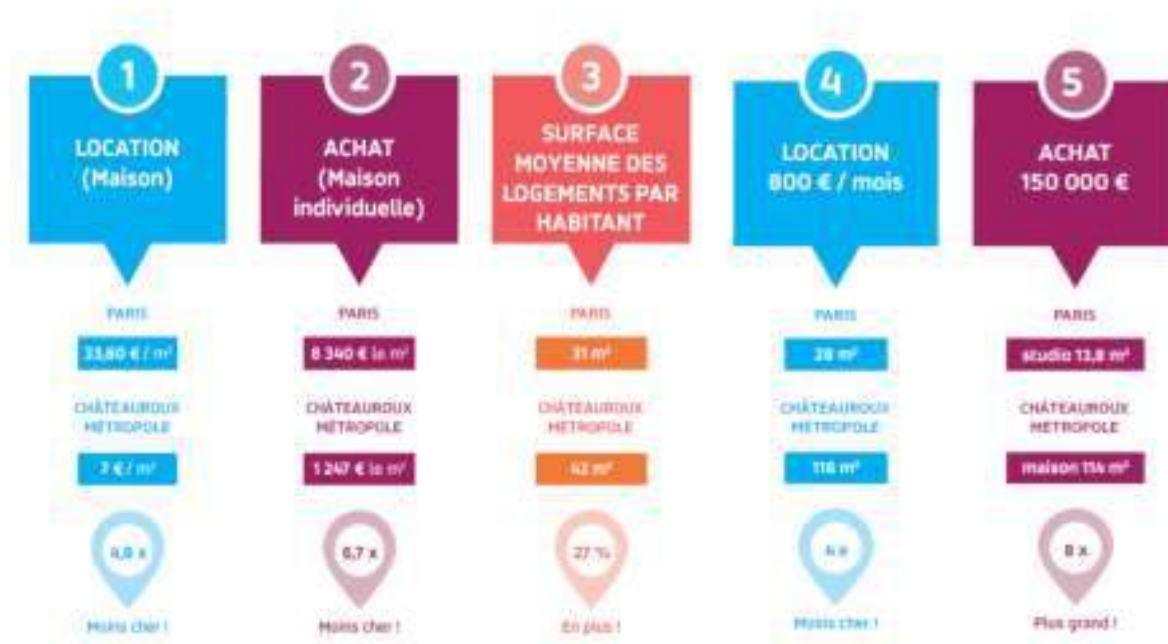 1
LOCATION
(Maison)
PARIS
33,60 € / m²
CHÂTEAUROUX
MÉTROPOLE
7 € / m²
4,8 x
Moins cher !
2
ACHAT
(Maison
individuelle)
PARIS
8 340 € le m²
CHÂTEAUROUX
MÉTROPOLE
1 247 € le m²
6,7 x
Moins cher !
3
SURFACE
MOYENNE DES
LOGEMENTS PAR
HABITANT
PARIS
31 m²
CHÂTEAUROUX
MÉTROPOLE
42 m²
27 %
En plus !
4
LOCATION
800 € / mois
PARIS
28 m²
CHÂTEAUROUX
MÉTROPOLE
116 m²
4 x
Moins cher !
5
ACHAT
150 000 €
PARIS
studio 13,8 m²
CHÂTEAUROUX
MÉTROPOLE
maison 114 m²
8 x
Plus grand !